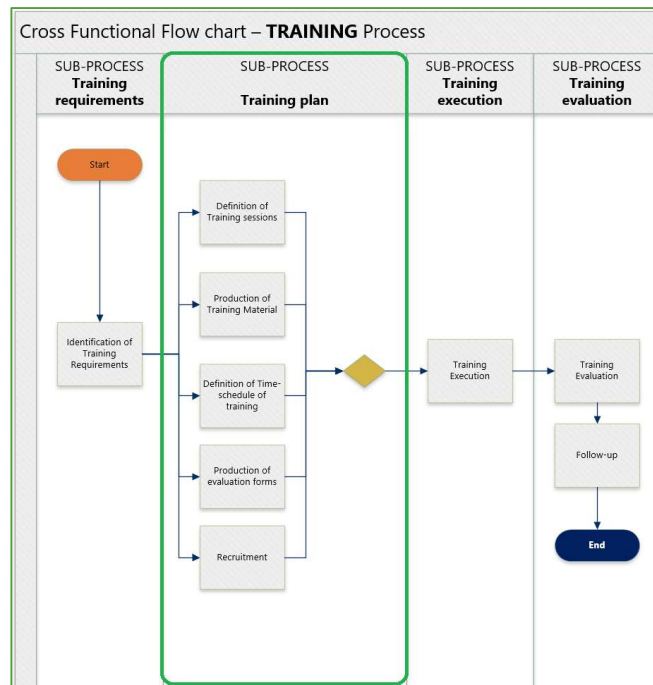 Cross Functional Flow chart – TRAINING Process
SUB-PROCESS
Training
requirements
SUB-PROCESS
Training plan
SUB-PROCESS
Training
execution
SUB-PROCESS
Training
evaluation
Start
Identification of
Training
Requirements
Definition of
Training sessions
Production of
Training Material
Definition of Time-
schedule of
training
Production of
evaluation forms
Recruitment
Training
Execution
Training
Evaluation
Follow-up
End